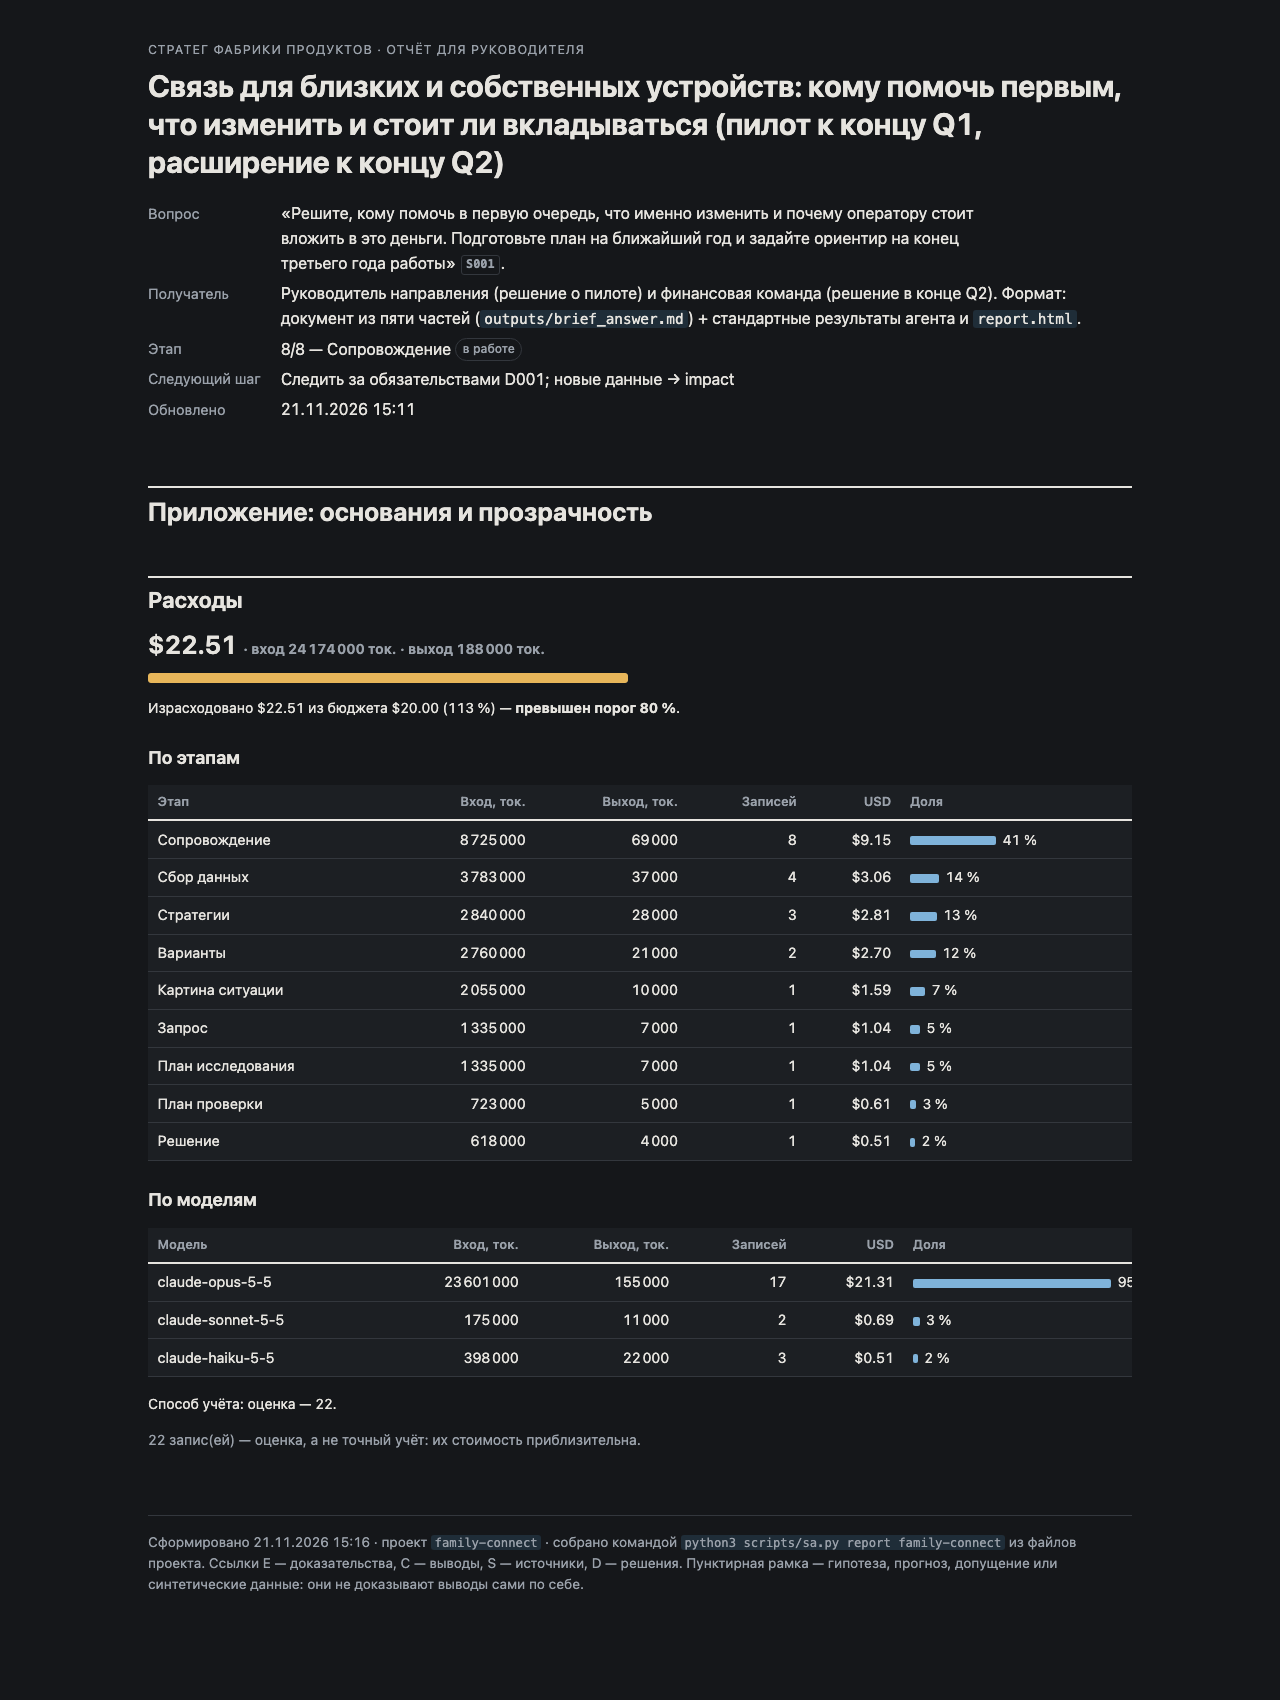 СТРАТЕГ ФАБРИКИ ПРОДУКТОВ · ОТЧЁТ ДЛЯ РУКОВОДИТЕЛЯ
Связь для близких и собственных устройств: кому помочь первым,
что изменить и стоит ли вкладываться (пилот к концу Q1,
расширение к концу Q2)
Вопрос «Решите, кому помочь в первую очередь, что именно изменить и почему оператору стоит
вложить в это деньги. Подготовьте план на ближайший год и задайте ориентир на конец
третьего года работы» S001.
Получатель Руководитель направления (решение о пилоте) и финансовая команда (решение в конце Q2). Формат:
документ из пяти частей (outputs/brief_answer.md) + стандартные результаты агента и report.html.
Этап 8/8 — Сопровождение в работе
Следующий шаг Следить за обязательствами D001; новые данные → impact
Обновлено 21.11.2026 15:11
Приложение: основания и прозрачность
Расходы
$22.51 · вход 24 174 000 ток. · выход 188 000 ток.
Израсходовано $22.51 из бюджета $20.00 (113 %) — превышен порог 80 %.
По этапам
Этап Вход, ток. Выход, ток. Записей USD Доля
Сопровождение 8 725 000 69 000 8 $9.15 41 %
Сбор данных 3 783 000 37 000 4 $3.06 14 %
Стратегии 2 840 000 28 000 3 $2.81 13 %
Варианты 2 760 000 21 000 2 $2.70 12 %
Картина ситуации 2 055 000 10 000 1 $1.59 7 %
Запрос 1 335 000 7 000 1 $1.04 5 %
План исследования 1 335 000 7 000 1 $1.04 5 %
План проверки 723 000 5 000 1 $0.61 3 %
Решение 618 000 4 000 1 $0.51 2 %
По моделям
Модель Вход, ток. Выход, ток. Записей USD Доля
claude-opus-5-5 23 601 000 155 000 17 $21.31 95
claude-sonnet-5-5 175 000 11 000 2 $0.69 3 %
claude-haiku-5-5 398 000 22 000 3 $0.51 2 %
Способ учёта: оценка — 22.
22 запис(ей) — оценка, а не точный учёт: их стоимость приблизительна.
Сформировано 21.11.2026 15:16 · проект family-connect · собрано командой python3 scripts/sa.py report family-connect из файлов
проекта. Ссылки E — доказательства, C — выводы, S — источники, D — решения. Пунктирная рамка — гипотеза, прогноз, допущение или
синтетические данные: они не доказывают выводы сами по себе.